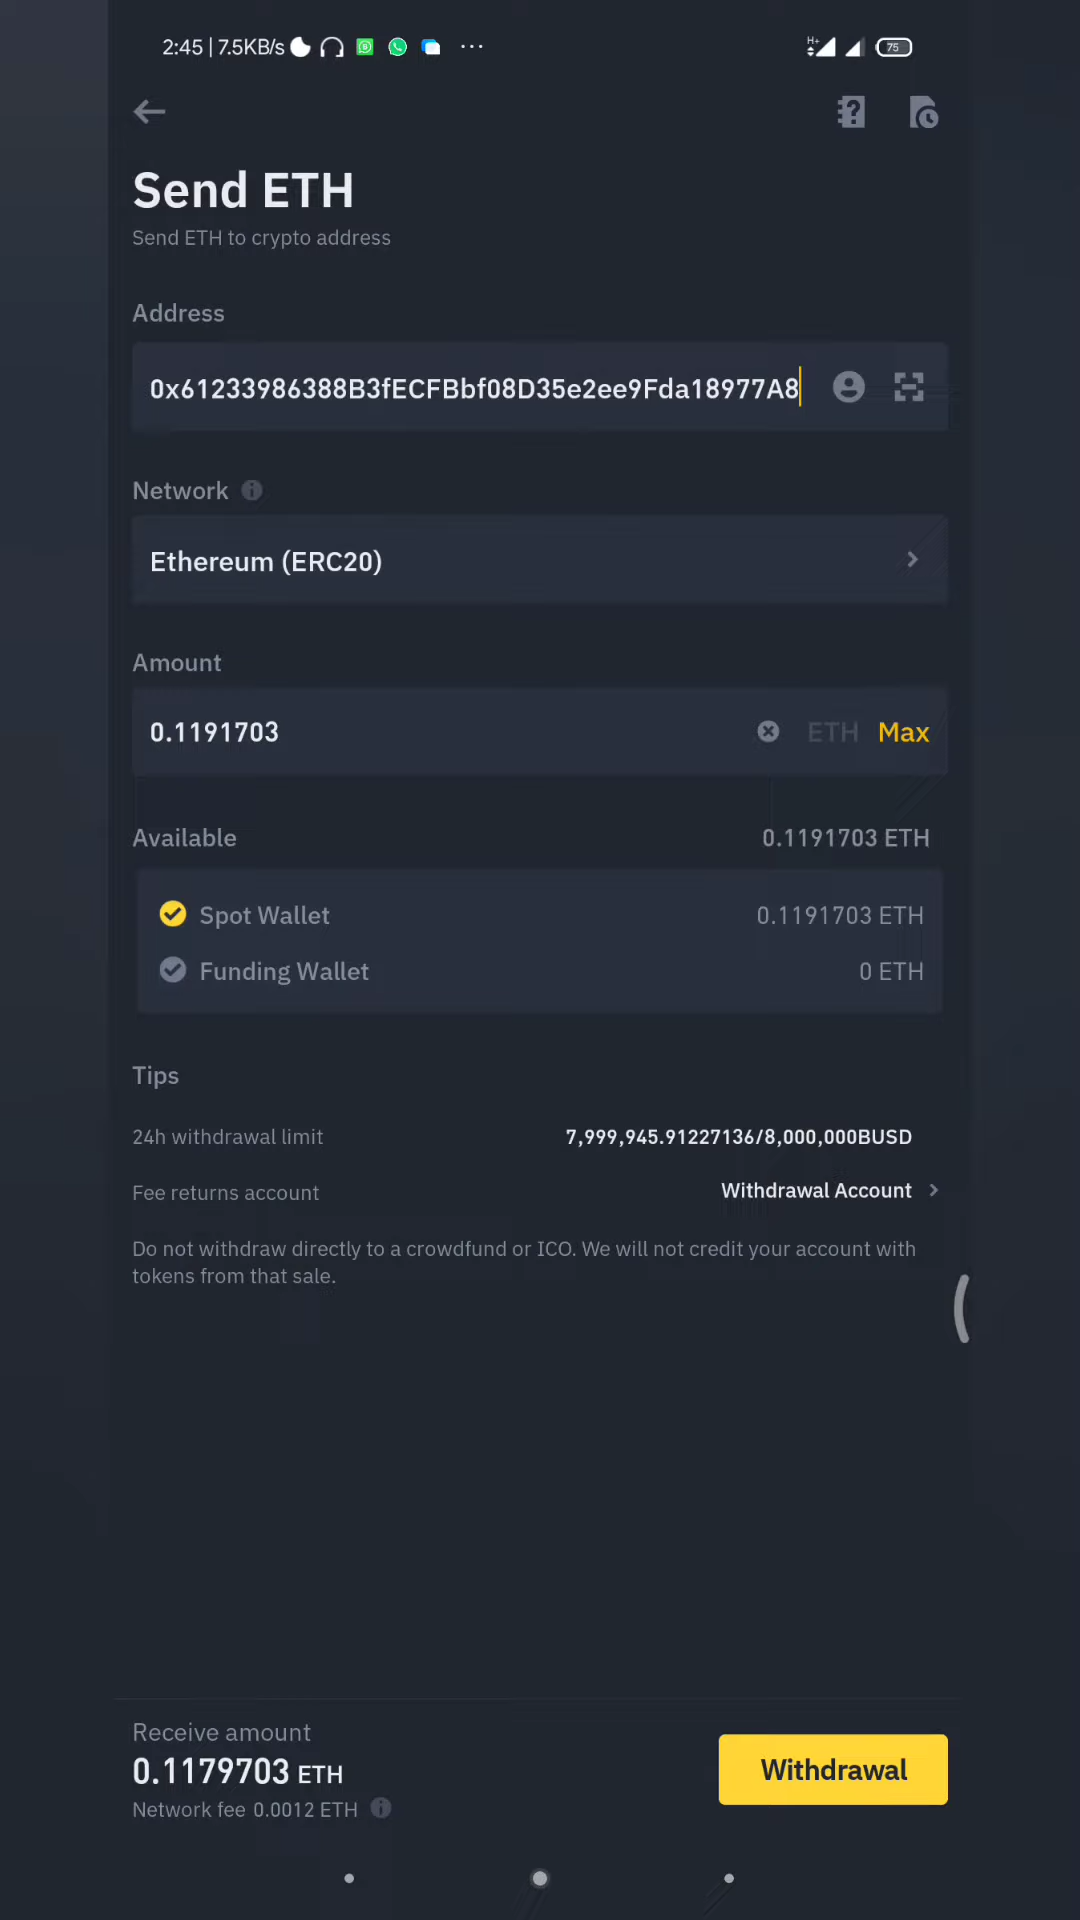 2:45 | 7.5KB/s ... H+ 75
Send ETH
Send ETH to crypto address
Address
0x61233986388B3fECFBbf08D35e2ee9Fda18977A8
Network
Ethereum (ERC20)
Amount
0.1191703 ETH Max
Available 0.1191703 ETH
Spot Wallet 0.1191703 ETH
Funding Wallet 0 ETH
Tips
24h withdrawal limit 7,999,945.91227136/8,000,000BUSD
Fee returns account Withdrawal Account
Do not withdraw directly to a crowdfund or ICO. We will not credit your account with
tokens from that sale.
Receive amount
0.1179703 ETH
Network fee 0.0012 ETH
Withdrawal